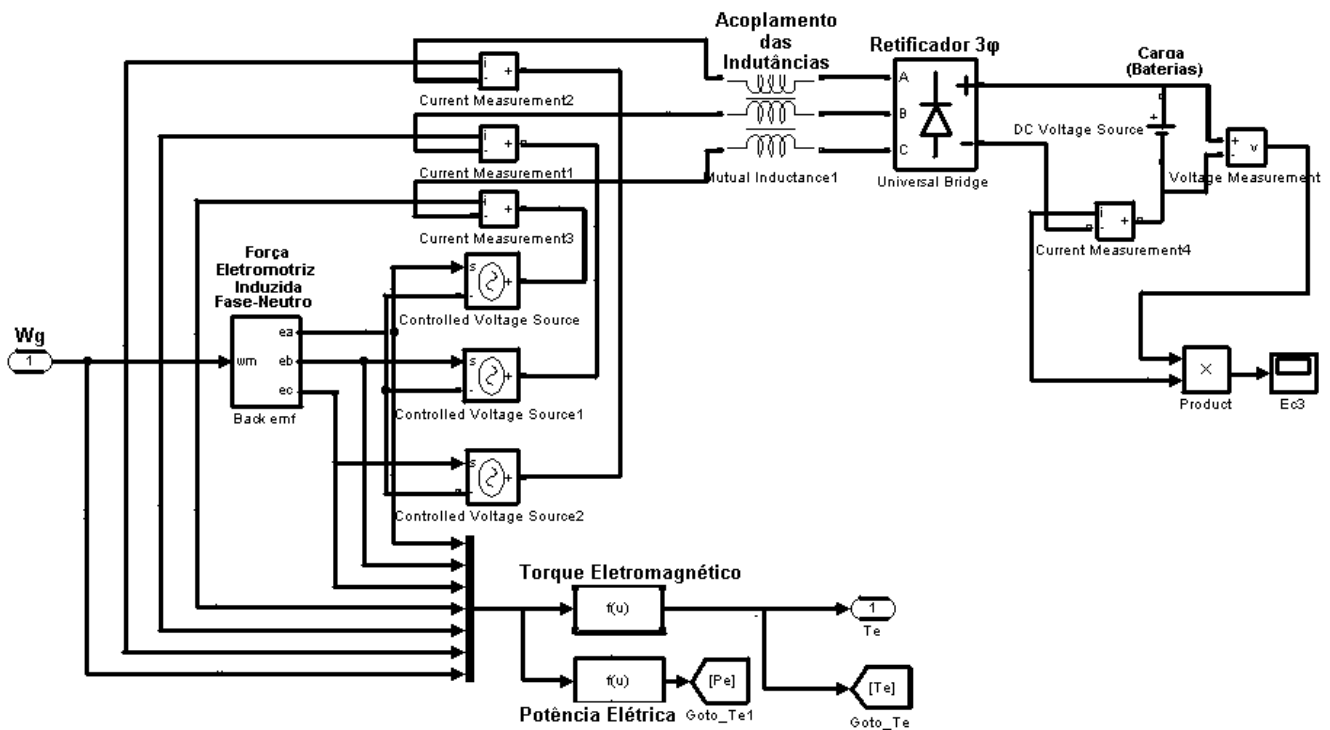 Acoplamento
das
Indutâncias
Retificador 3φ
Carga
(Baterias)
i
-
+
Current Measurement2
i
-
+
Current Measurement1
i
-
+
Current Measurement3
Mutual Inductance1
A
B
C
+
-
Universal Bridge
+
DC Voltage Source
+
-
v
Voltage Measurement
i
-
+
Current Measurement4
Força
Eletromotriz
Induzida
Fase-Neutro
Wg
1
wm
ea
eb
ec
Back emf
s
-
+
Controlled Voltage Source
s
-
+
Controlled Voltage Source1
s
-
+
Controlled Voltage Source2
×
Product
Ec3
Torque Eletromagnético
f(u)
1
Te
f(u)
Potência Elétrica
[Pe]
Goto_Te1
[Te]
Goto_Te